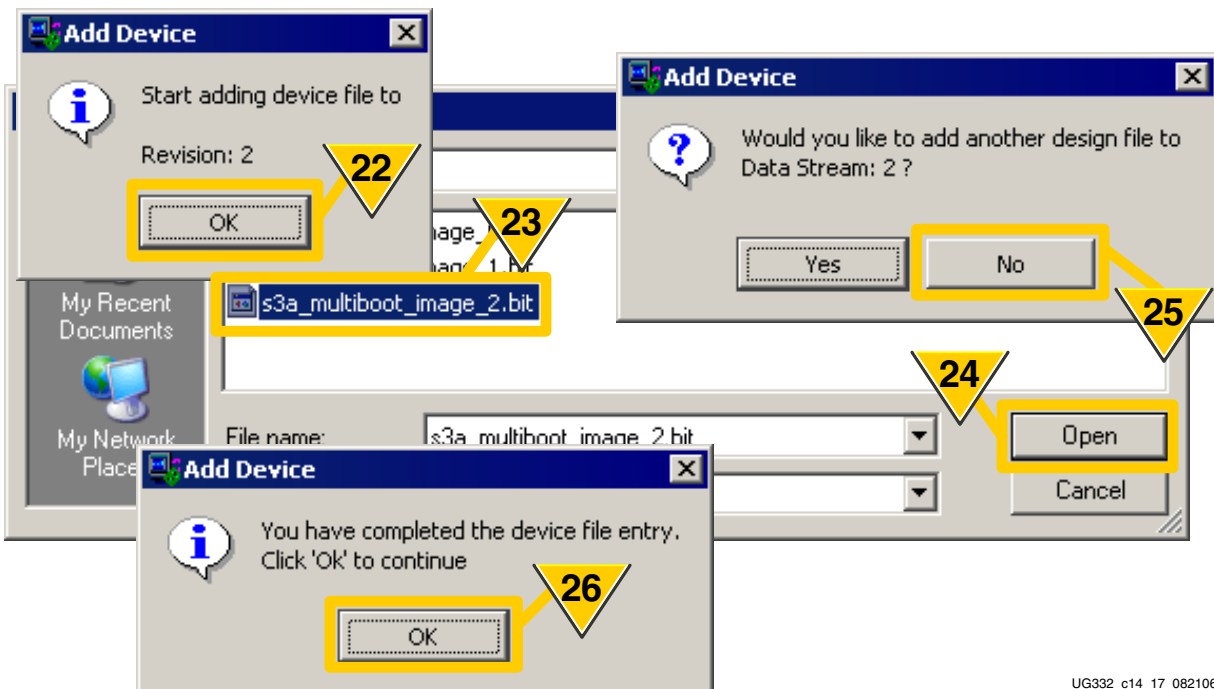 Add Device
Start adding device file to
Revision: 2
22
OK
Add Device
Would you like to add another design file to
Data Stream: 2 ?
Yes
No
25
23
s3a_multiboot_image_2.bit
My Recent
Documents
My Network
24
File name:
s3a_multiboot_image_2.bit
Open
Cancel
Add Device
You have completed the device file entry.
Click 'Ok' to continue
26
OK
UG332_c14_17_082106